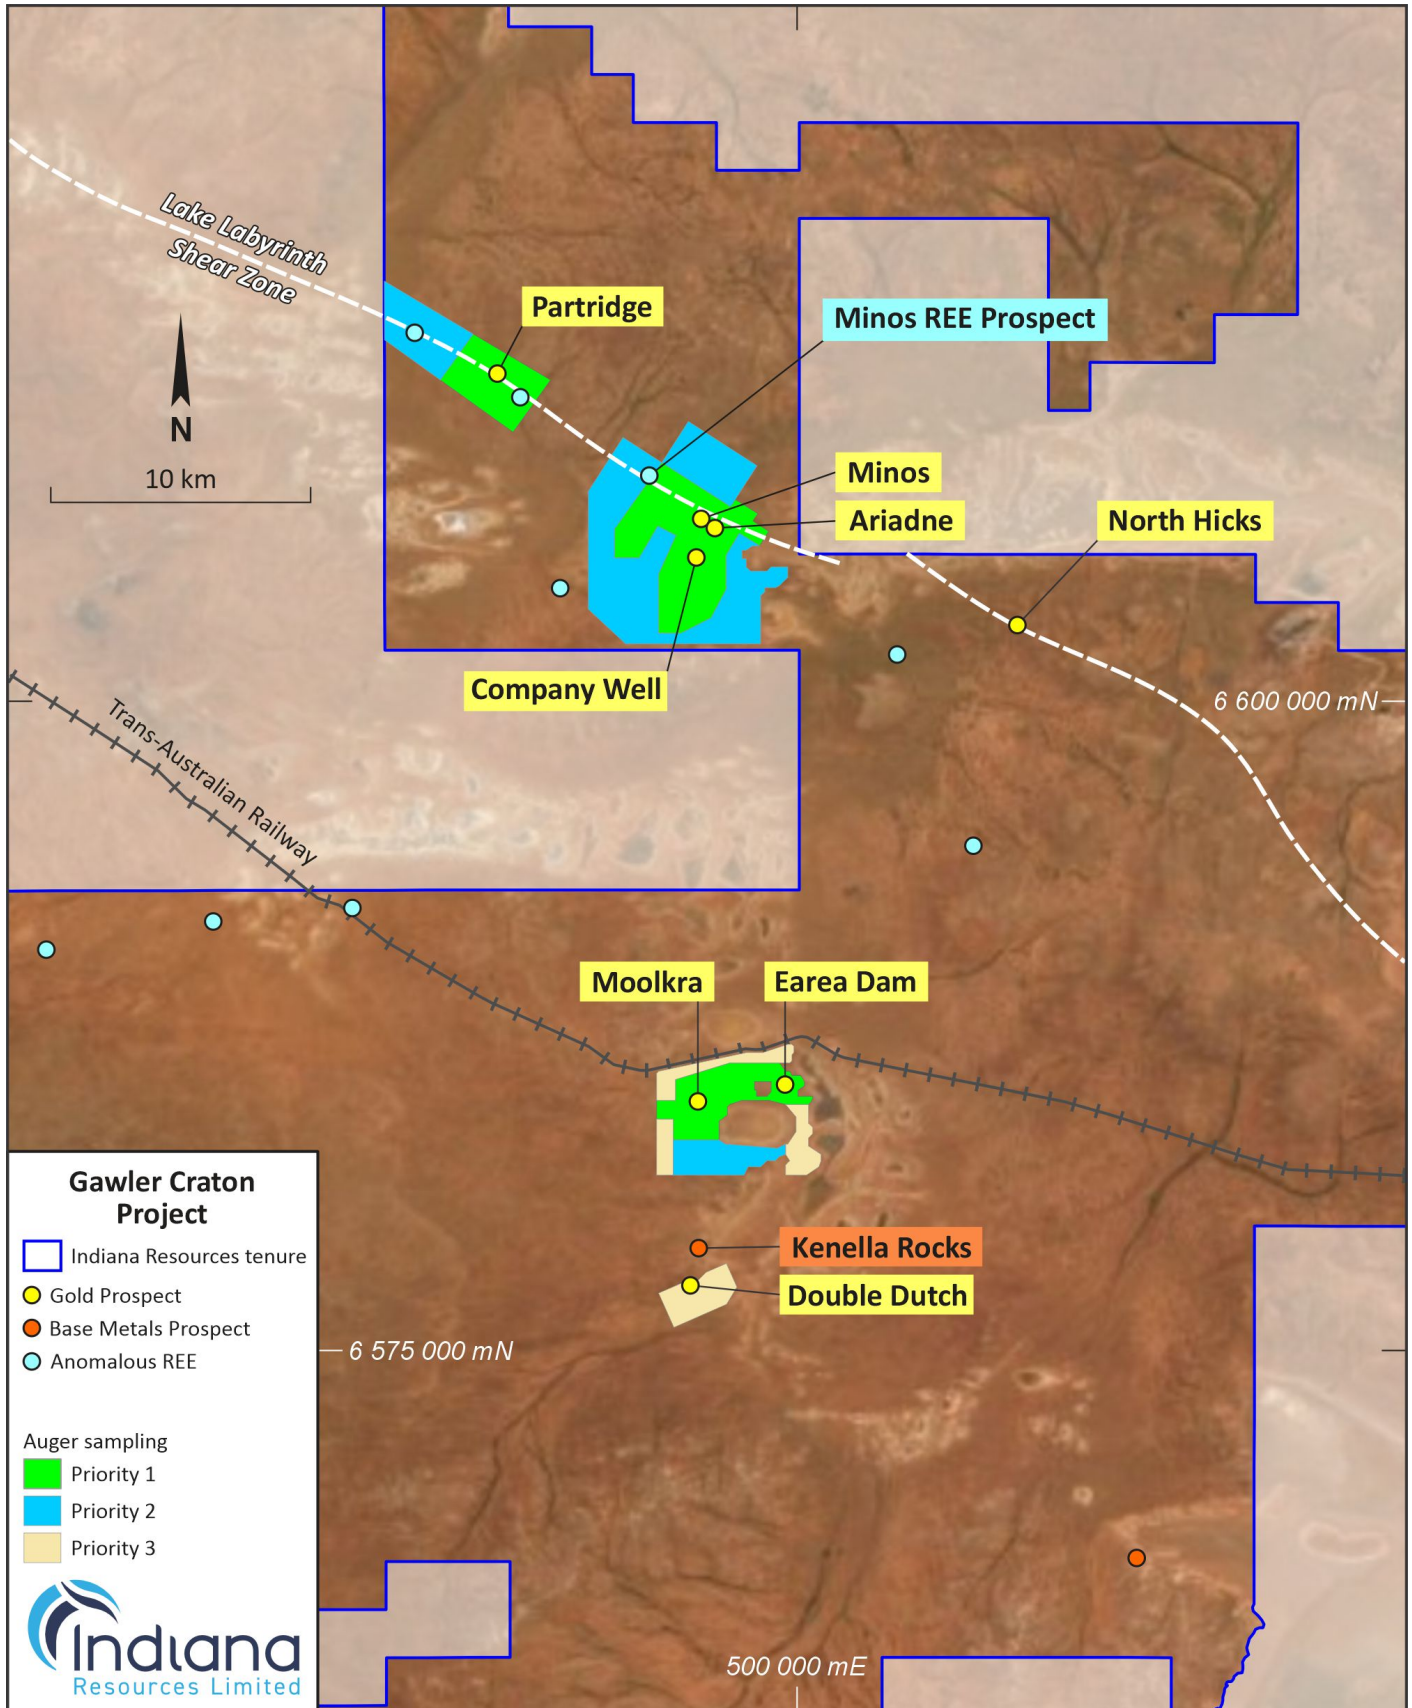 Lake Labyrinth
Shear Zone
Partridge
Minos REE Prospect
N
10 km
Minos
Ariadne
North Hicks
Company Well
6 600 000 mN
Trans-Australian Railway
Moolkra
Earea Dam
Kenella Rocks
Double Dutch
6 575 000 mN
500 000 mE
Gawler Craton
Project
Indiana Resources tenure
Gold Prospect
Base Metals Prospect
Anomalous REE
Auger sampling
Priority 1
Priority 2
Priority 3
Indiana
Resources Limited